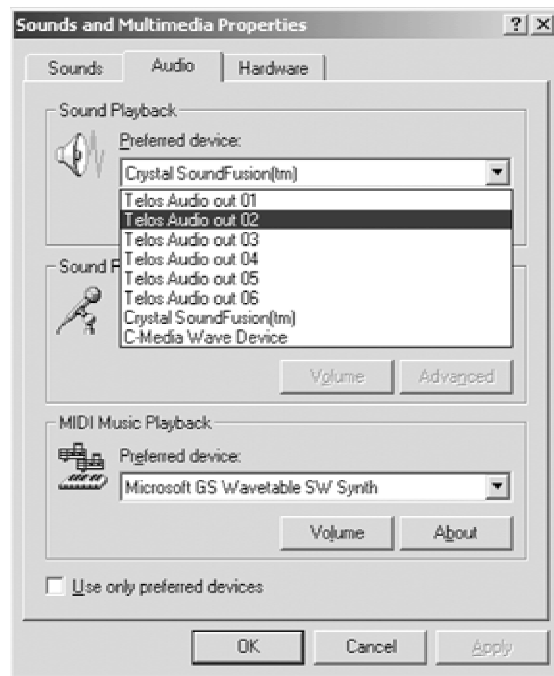 Sounds and Multimedia Properties
Sounds Audio Hardware
Sound Playback
Preferred device:
Crystal SoundFusion(tm)
Telos Audio out 01
Telos Audio out 02
Telos Audio out 03
Telos Audio out 04
Telos Audio out 05
Telos Audio out 06
Crystal SoundFusion(tm)
C-Media Wave Device
Sound
Volume Advanced
MIDI Music Playback
Preferred device:
Microsoft GS Wavetable SW Synth
Volume About
Use only preferred devices
OK Cancel Apply